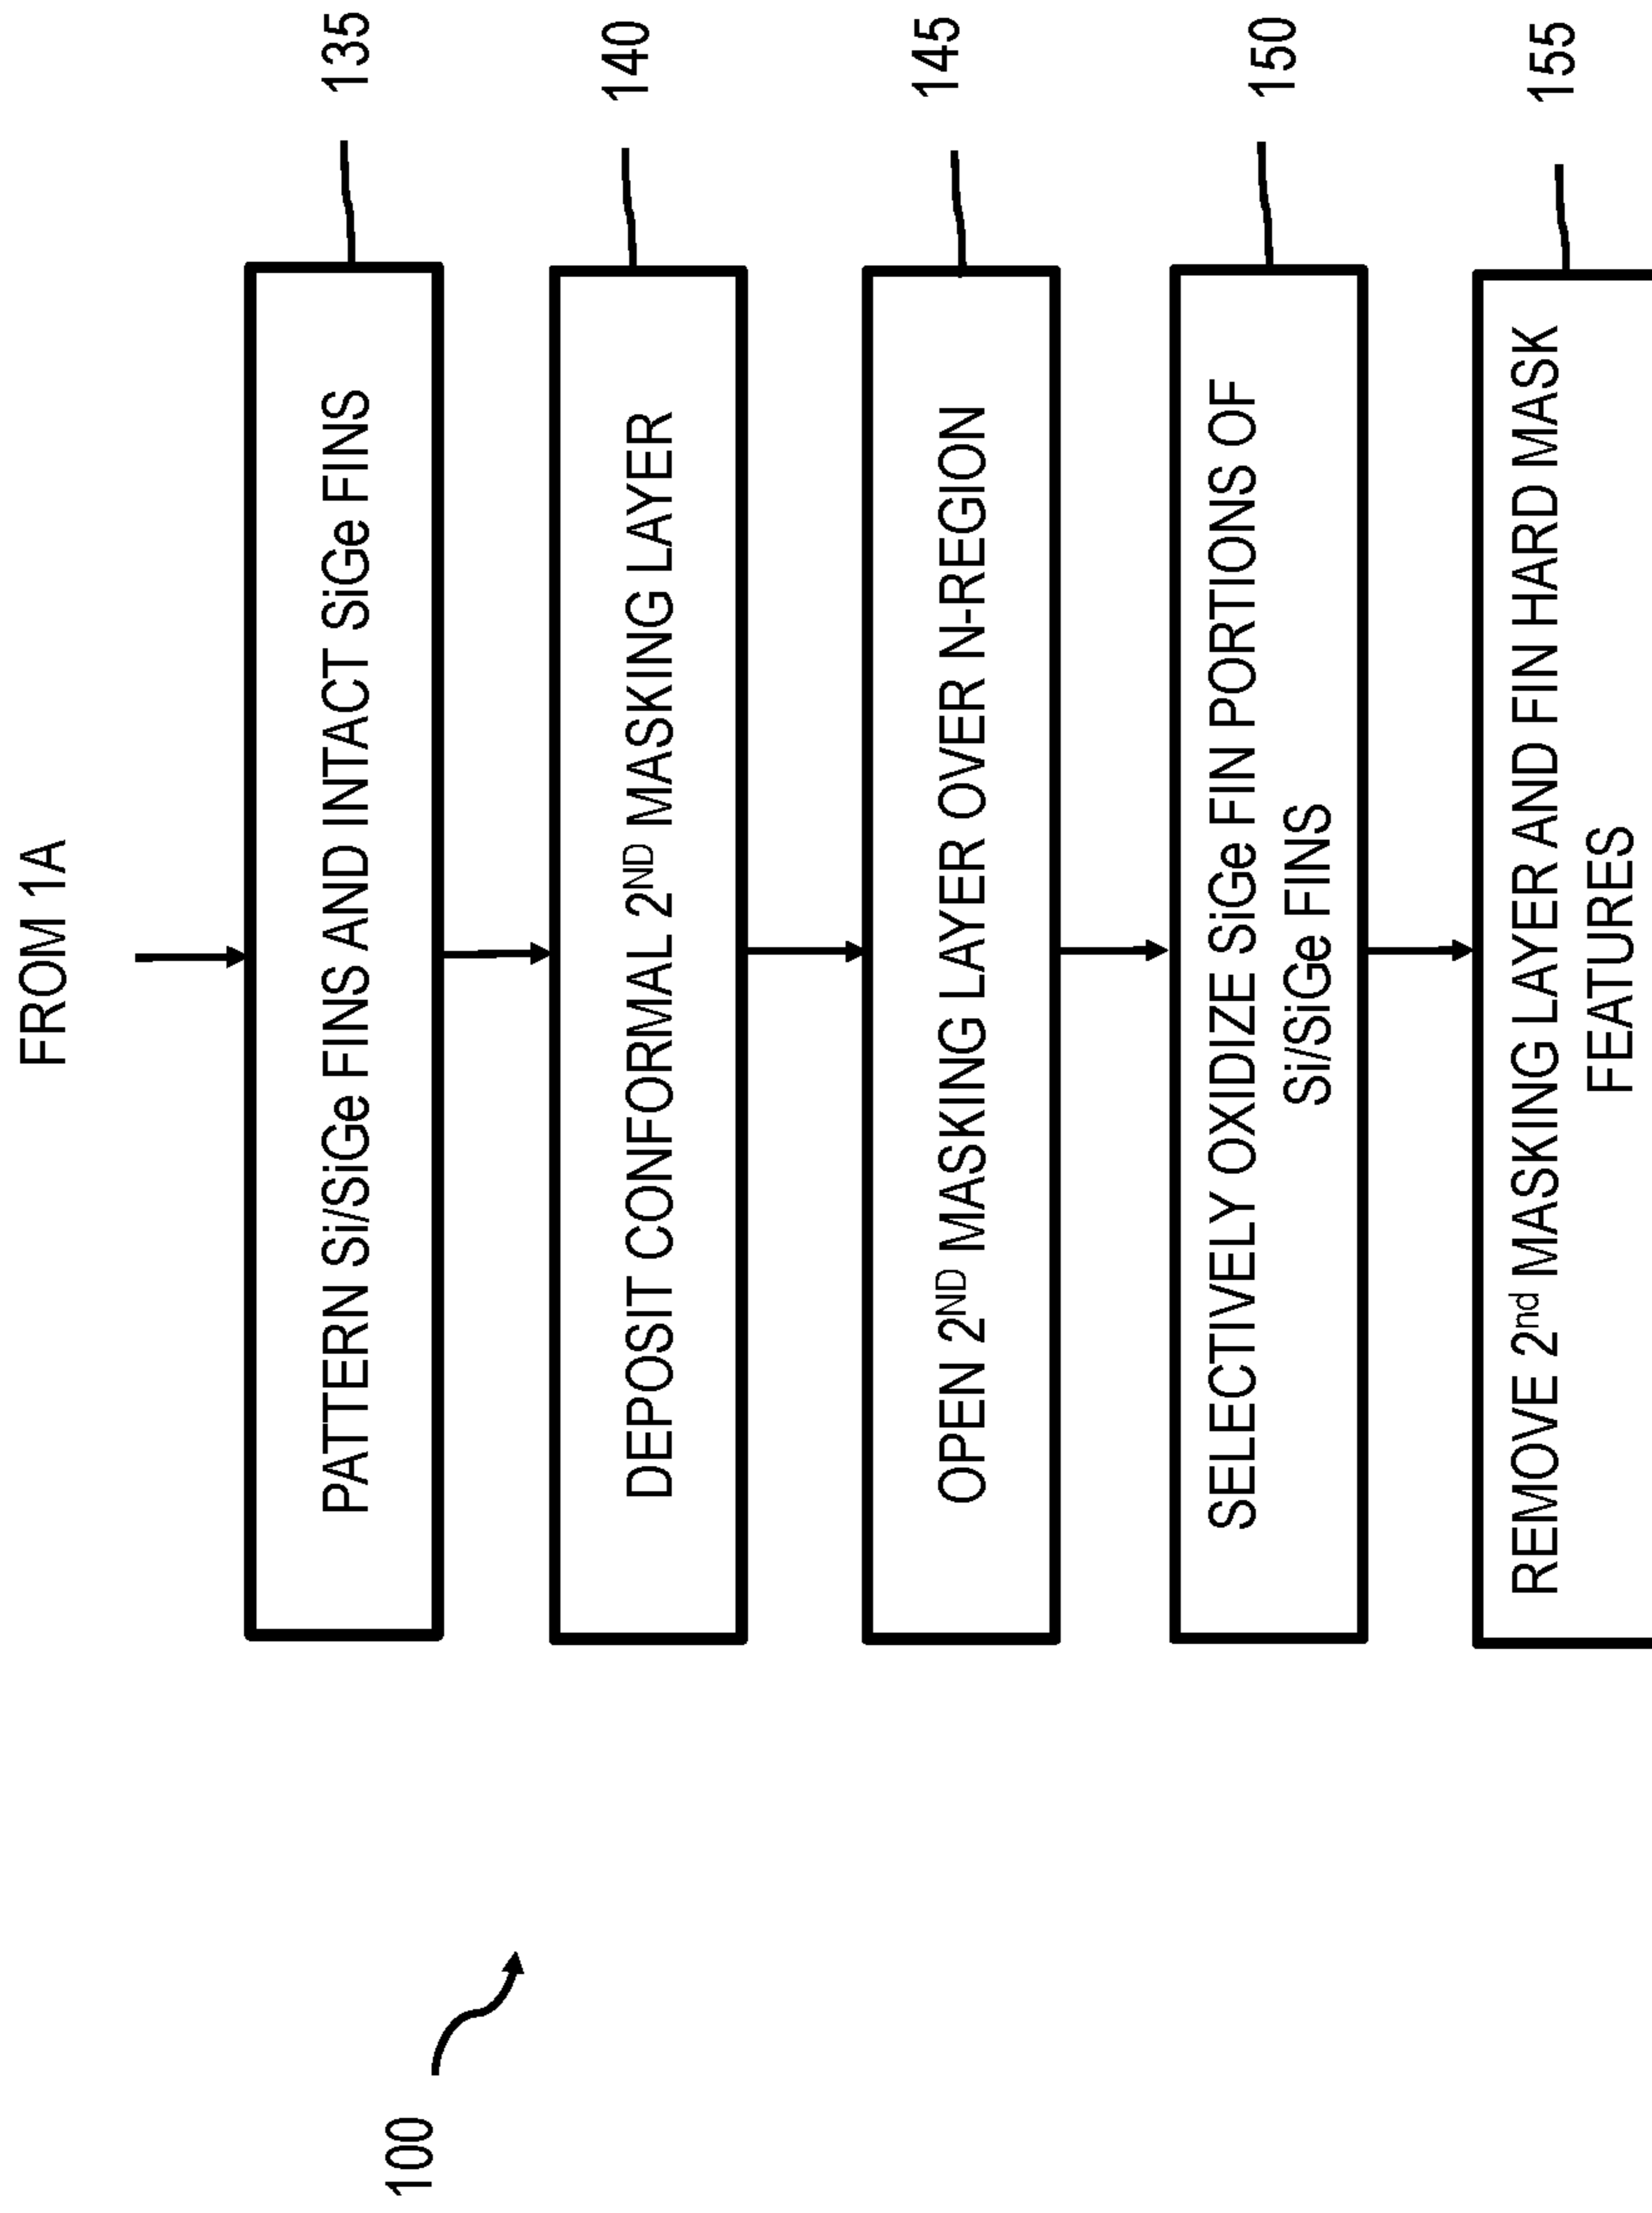 FROM 1A
PATTERN Si/SiGe FINS AND INTACT SiGe FINS
135
DEPOSIT CONFORMAL 2ND MASKING LAYER
140
OPEN 2ND MASKING LAYER OVER N-REGION
145
SELECTIVELY OXIDIZE SiGe FIN PORTIONS OF
Si/SiGe FINS
150
REMOVE 2nd MASKING LAYER AND FIN HARD MASK
FEATURES
155
100